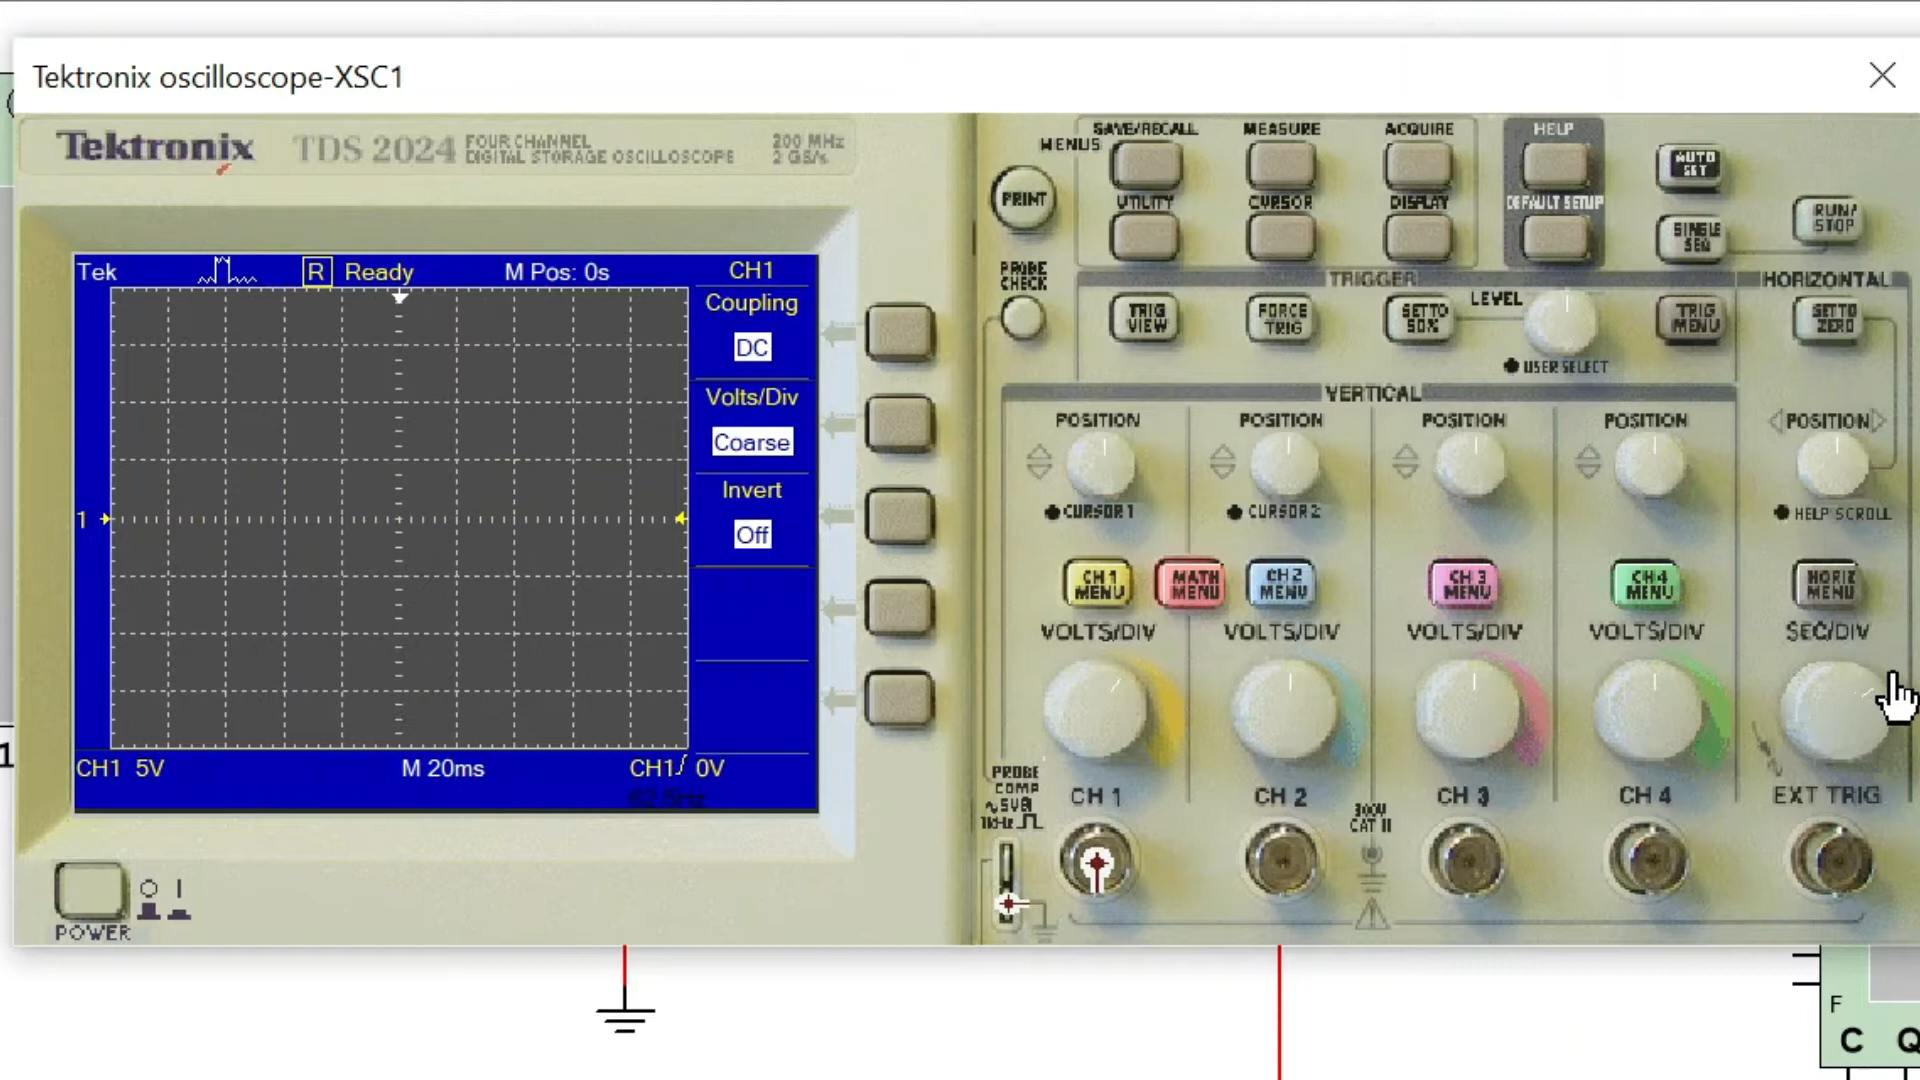 Tektronix oscilloscope-XSC1
Tektronix TDS 2024 FOUR CHANNEL DIGITAL STORAGE OSCILLOSCOPE 200 MHz 2 GS/s
Tek R Ready M Pos: 0s CH1
Coupling
DC
Volts/Div
Coarse
Invert
Off
1
CH1 5V M 20ms CH1 0V
62.5Hz
POWER
MENUS
SAVE/RECALL MEASURE ACQUIRE HELP
PRINT
AUTO SET
UTILITY CURSOR DISPLAY DEFAULT SETUP
SINGLE SEQ
RUN/ STOP
PROBE CHECK
TRIGGER HORIZONTAL
TRIG VIEW
FORCE TRIG
SET TO 50%
LEVEL
TRIG MENU
SET TO ZERO
USER SELECT
VERTICAL
POSITION POSITION POSITION POSITION POSITION
CURSOR 1 CURSOR 2 HELP SCROLL
CH 1 MENU
MATH MENU
CH 2 MENU
CH 3 MENU
CH 4 MENU
HORIZ MENU
VOLTS/DIV VOLTS/DIV VOLTS/DIV VOLTS/DIV SEC/DIV
PROBE COMP
~5V@
1kHz
CH 1 CH 2 CH 3 CH 4 EXT TRIG
300V
CAT II
F
C Q
1